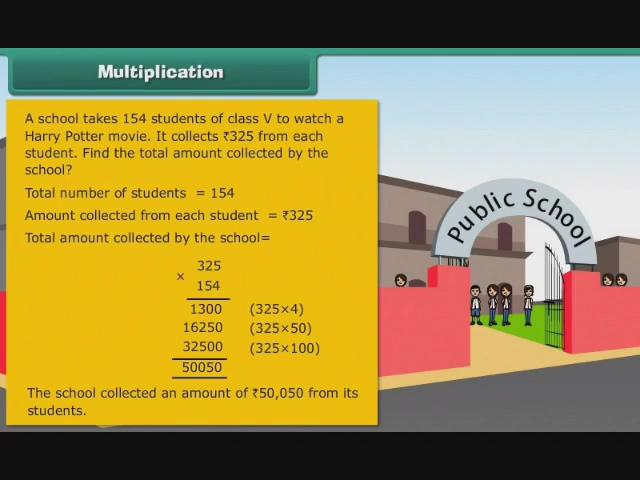 Multiplication
A school takes 154 students of class V to watch a
Harry Potter movie. It collects ₹325 from each
student. Find the total amount collected by the
school?
Total number of students = 154
Amount collected from each student = ₹325
Total amount collected by the school=
325
× 154
1300 (325×4)
16250 (325×50)
32500 (325×100)
50050
The school collected an amount of ₹50,050 from its
students.
Public School